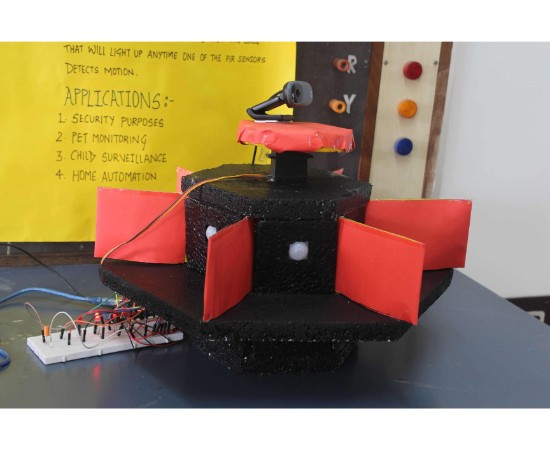 THAT WILL LIGHT UP ANYTIME ONE OF THE PIR SENSORS
DETECTS MOTION.
APPLICATIONS:-
1. SECURITY PURPOSES
2. PET MONITORING
3. CHILD SURVEILLANCE
4. HOME AUTOMATION
R
Y